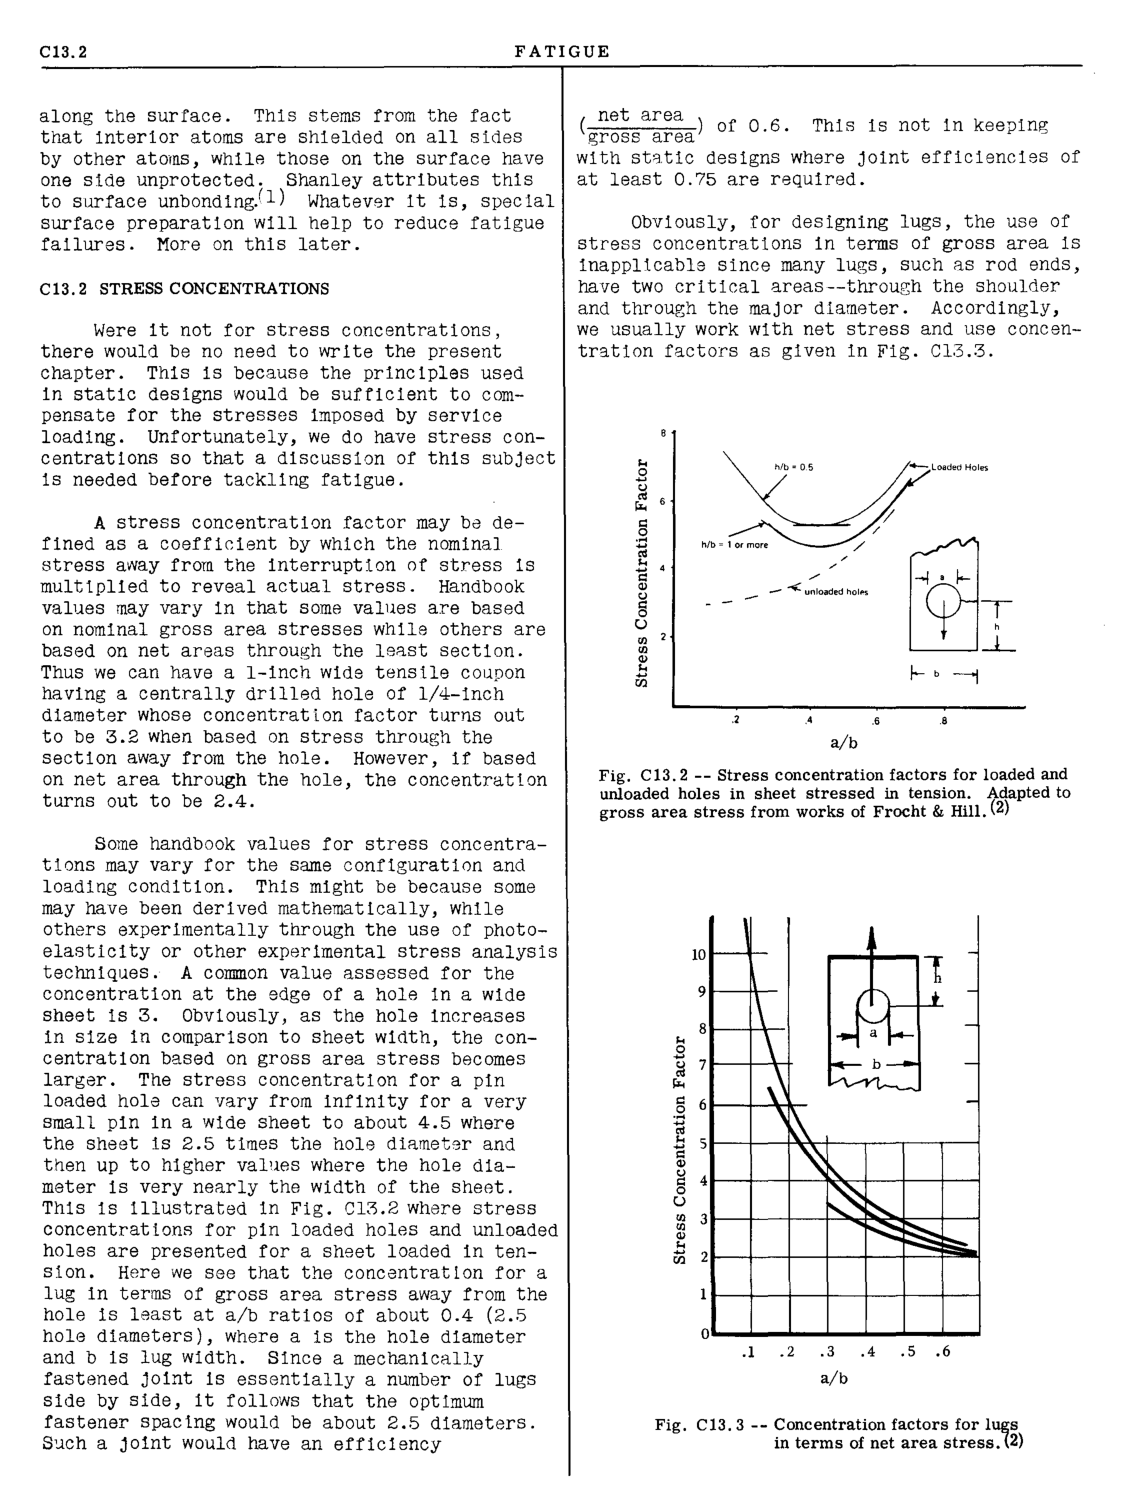 C13.2
FATIGUE
along the surface. This stems from the fact
that interior atoms are shielded on all sides
by other atoms, while those on the surface have
one side unprotected. Shanley attributes this
to surface unbonding.(1) Whatever it is, special
surface preparation will help to reduce fatigue
failures. More on this later.
C13.2 STRESS CONCENTRATIONS
Were it not for stress concentrations,
there would be no need to write the present
chapter. This is because the principles used
in static designs would be sufficient to com-
pensate for the stresses imposed by service
loading. Unfortunately, we do have stress con-
centrations so that a discussion of this subject
is needed before tackling fatigue.
A stress concentration factor may be de-
fined as a coefficient by which the nominal
stress away from the interruption of stress is
multiplied to reveal actual stress. Handbook
values may vary in that some values are based
on nominal gross area stresses while others are
based on net areas through the least section.
Thus we can have a 1-inch wide tensile coupon
having a centrally drilled hole of 1/4-inch
diameter whose concentration factor turns out
to be 3.2 when based on stress through the
section away from the hole. However, if based
on net area through the hole, the concentration
turns out to be 2.4.
Some handbook values for stress concentra-
tions may vary for the same configuration and
loading condition. This might be because some
may have been derived mathematically, while
others experimentally through the use of photo-
elasticity or other experimental stress analysis
techniques. A common value assessed for the
concentration at the edge of a hole in a wide
sheet is 3. Obviously, as the hole increases
in size in comparison to sheet width, the con-
centration based on gross area stress becomes
larger. The stress concentration for a pin
loaded hole can vary from infinity for a very
small pin in a wide sheet to about 4.5 where
the sheet is 2.5 times the hole diameter and
then up to higher values where the hole dia-
meter is very nearly the width of the sheet.
This is illustrated in Fig. C13.2 where stress
concentrations for pin loaded holes and unloaded
holes are presented for a sheet loaded in ten-
sion. Here we see that the concentration for a
lug in terms of gross area stress away from the
hole is least at a/b ratios of about 0.4 (2.5
hole diameters), where a is the hole diameter
and b is lug width. Since a mechanically
fastened joint is essentially a number of lugs
side by side, it follows that the optimum
fastener spacing would be about 2.5 diameters.
Such a joint would have an efficiency
(net area
gross area) of 0.6. This is not in keeping
with static designs where joint efficiencies of
at least 0.75 are required.
Obviously, for designing lugs, the use of
stress concentrations in terms of gross area is
inapplicable since many lugs, such as rod ends,
have two critical areas--through the shoulder
and through the major diameter. Accordingly,
we usually work with net stress and use concen-
tration factors as given in Fig. C13.3.
Stress Concentration Factor
8
6
4
2
h/b = 0.5
Loaded Holes
h/b = 1 or more
unloaded holes
a
h
b
.2 .4 .6 .8
a/b
Fig. C13.2 -- Stress concentration factors for loaded and
unloaded holes in sheet stressed in tension. Adapted to
gross area stress from works of Frocht & Hill.(2)
Stress Concentration Factor
10
9
8
7
6
5
4
3
2
1
0
h
a
b
.1 .2 .3 .4 .5 .6
a/b
Fig. C13.3 -- Concentration factors for lugs
in terms of net area stress.(2)